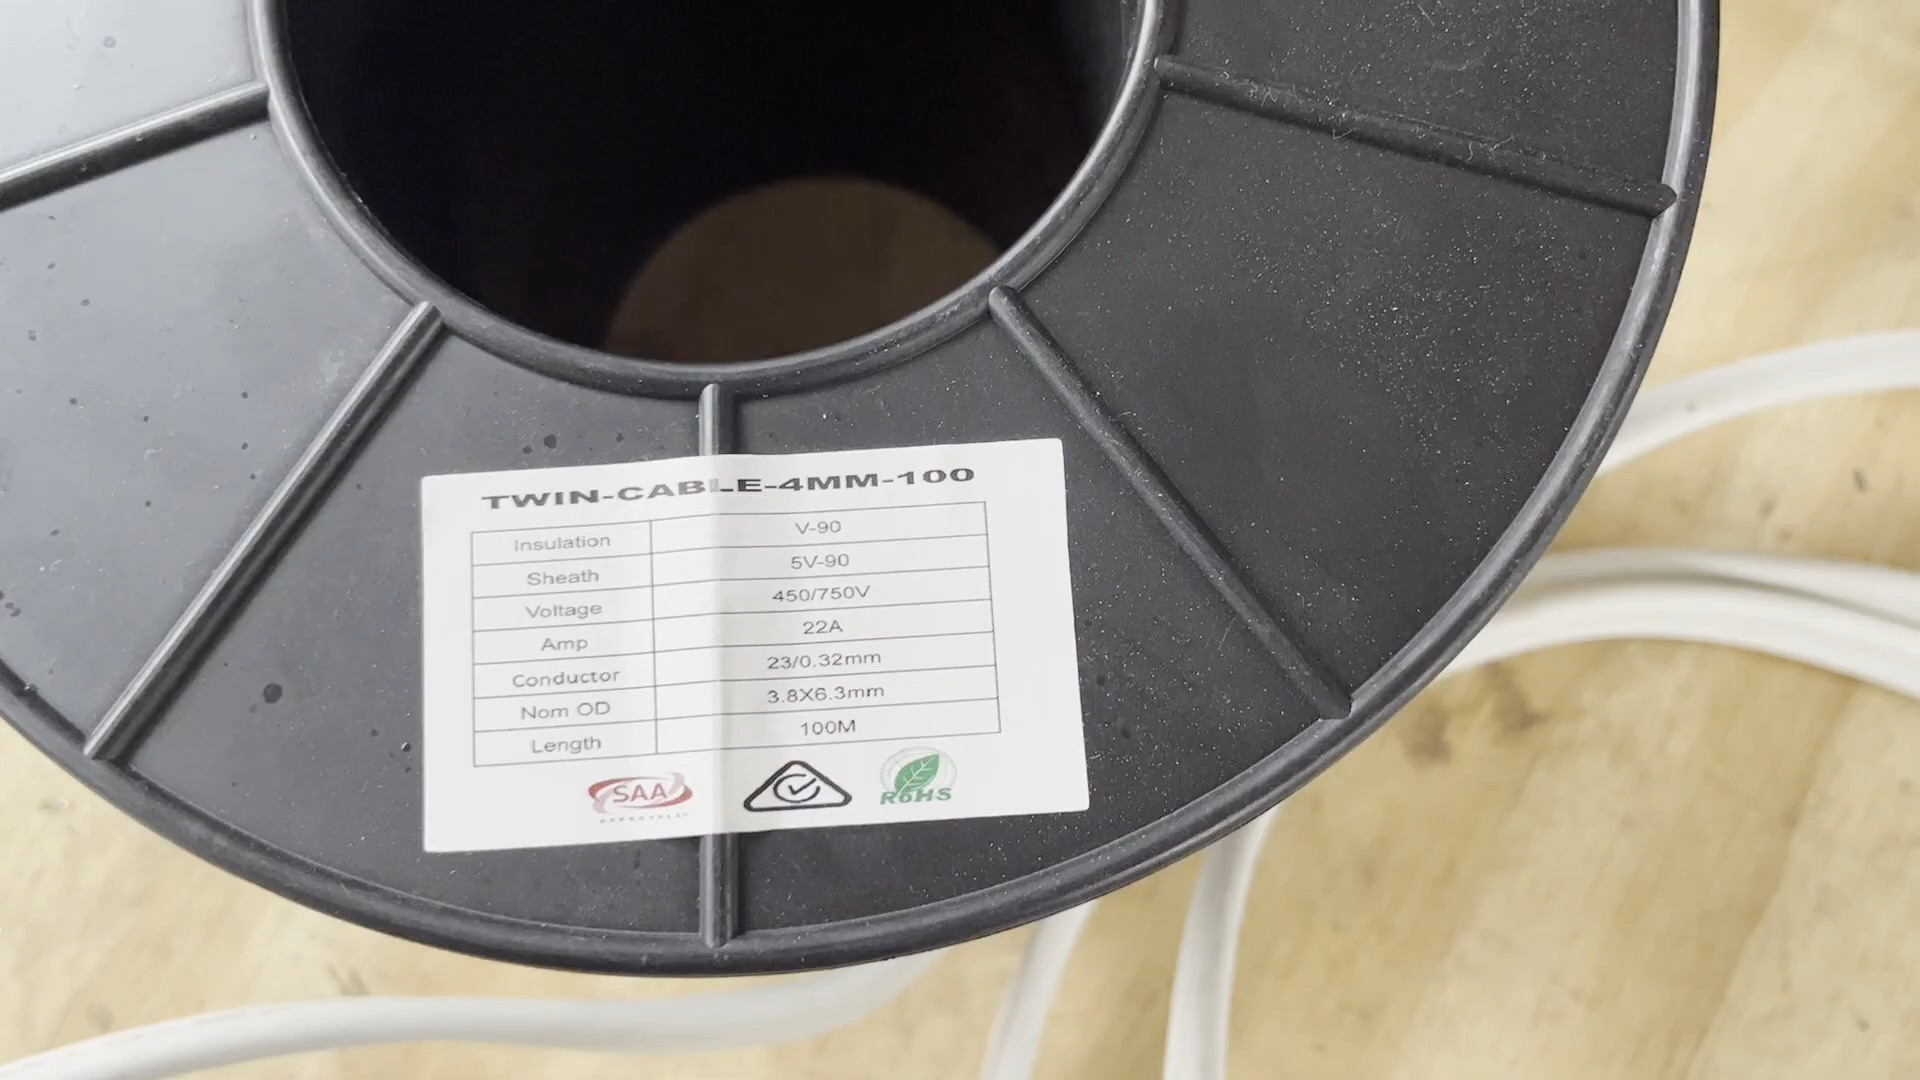 TWIN-CABLE-4MM-100
Insulation V-90
Sheath 5V-90
Voltage 450/750V
Amp 22A
Conductor 23/0.32mm
Nom OD 3.8X6.3mm
Length 100M
SAA RoHS
APPROVALS